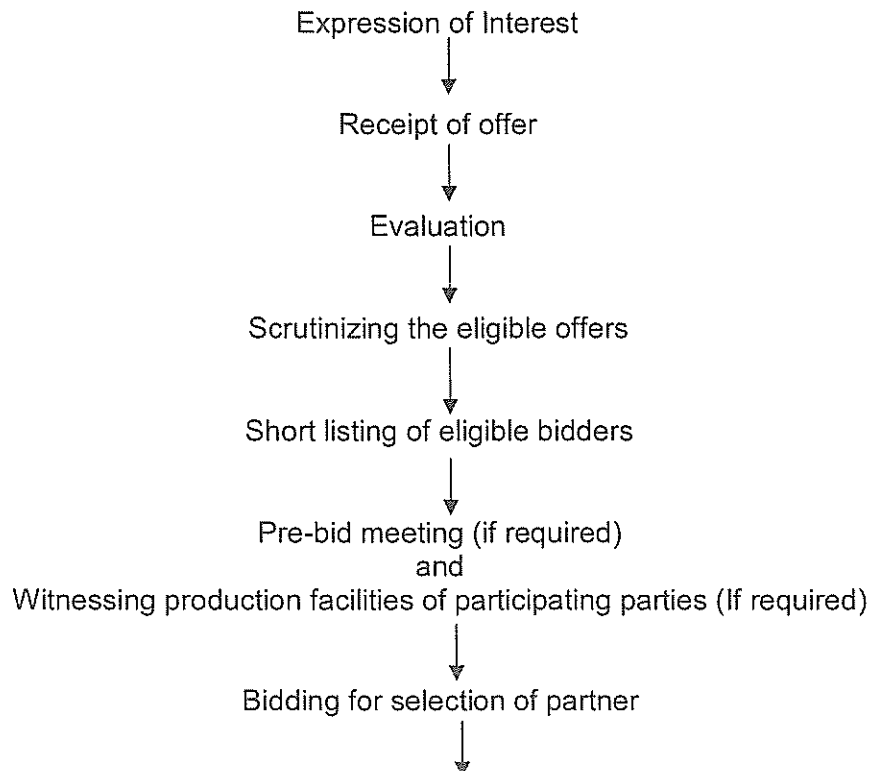 Expression of Interest
Receipt of offer
Evaluation
Scrutinizing the eligible offers
Short listing of eligible bidders
Pre-bid meeting (if required)
and
Witnessing production facilities of participating parties (If required)
Bidding for selection of partner